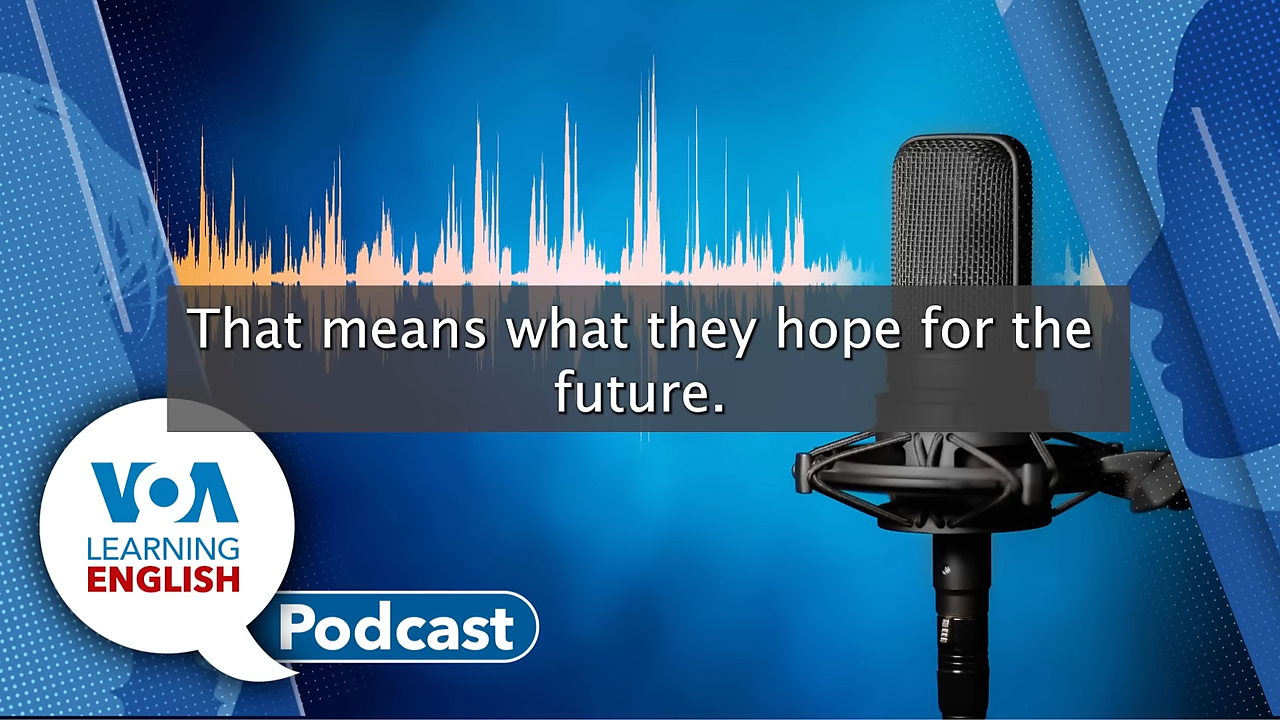 That means what they hope for the
future.
VOA
LEARNING
ENGLISH
Podcast